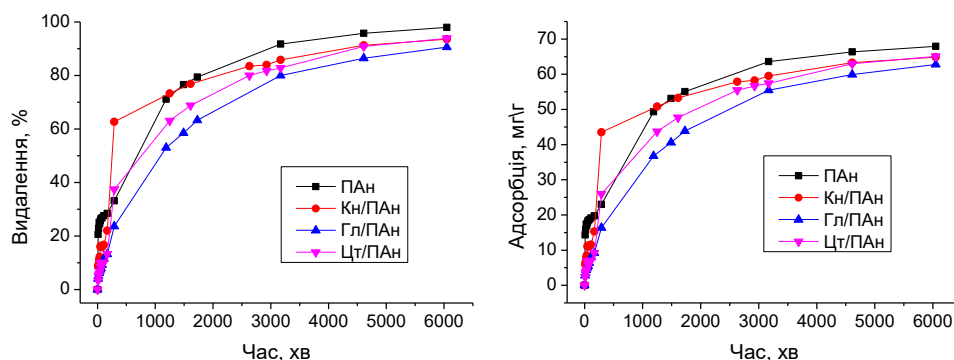 Видалення, %
100
80
60
40
20
0
0 1000 2000 3000 4000 5000 6000
Час, хв
ПАн
Кн/ПАн
Гл/ПАн
Цт/ПАн
Адсорбція, мг\г
70
60
50
40
30
20
10
0
0 1000 2000 3000 4000 5000 6000
Час, хв
ПАн
Кн/ПАн
Гл/ПАн
Цт/ПАн